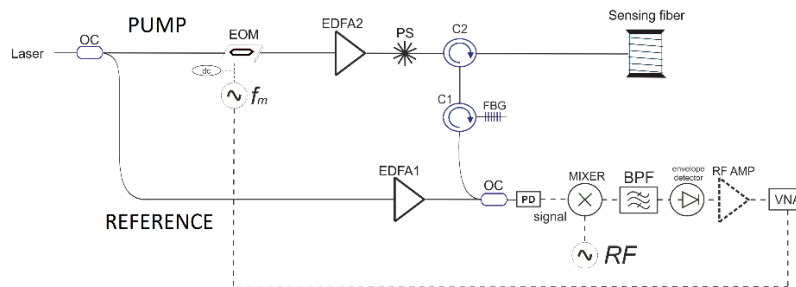 Sensing fiber
PUMP
EDFA2
EOM
PS
C2
OC
Laser
dc
fm
C1
FBG
EDFA1
MIXER
BPF
envelope
detector
RF AMP
OC
PD
VNA
signal
REFERENCE
RF